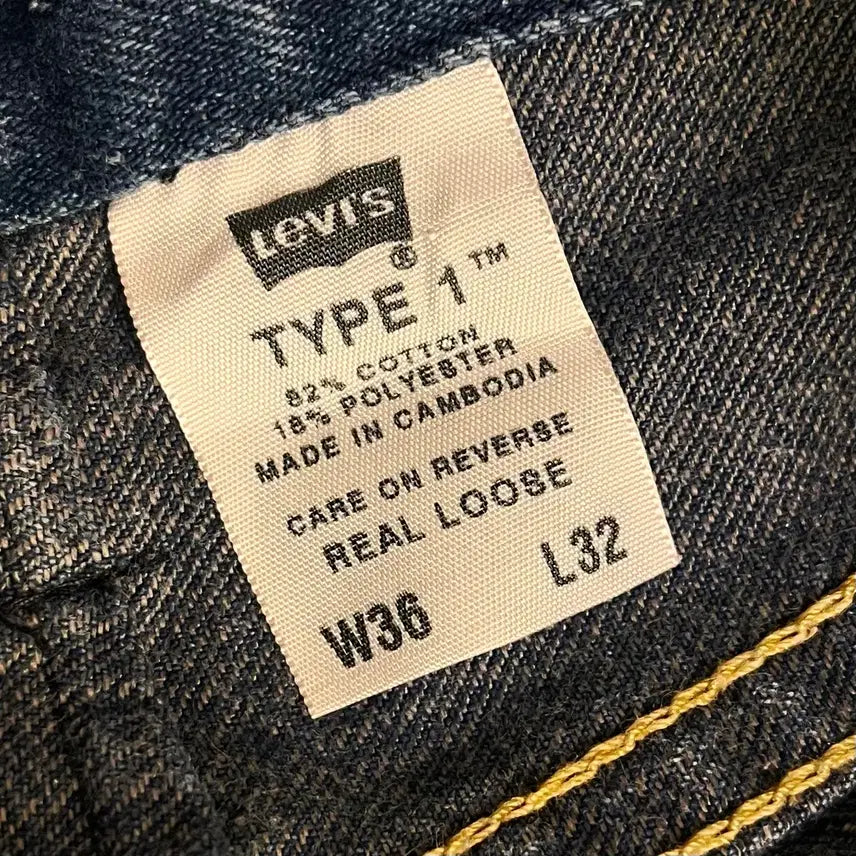 Levi's
®
TYPE 1™
82% COTTON
18% POLYESTER
MADE IN CAMBODIA
CARE ON REVERSE
REAL LOOSE
W36 L32